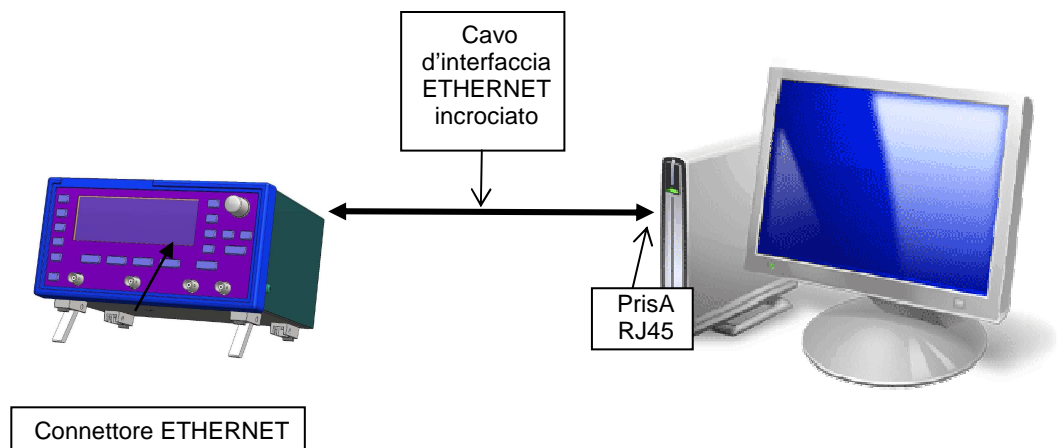 Cavo
d'interfaccia
ETHERNET
incrociato
PrisA
RJ45
Connettore ETHERNET